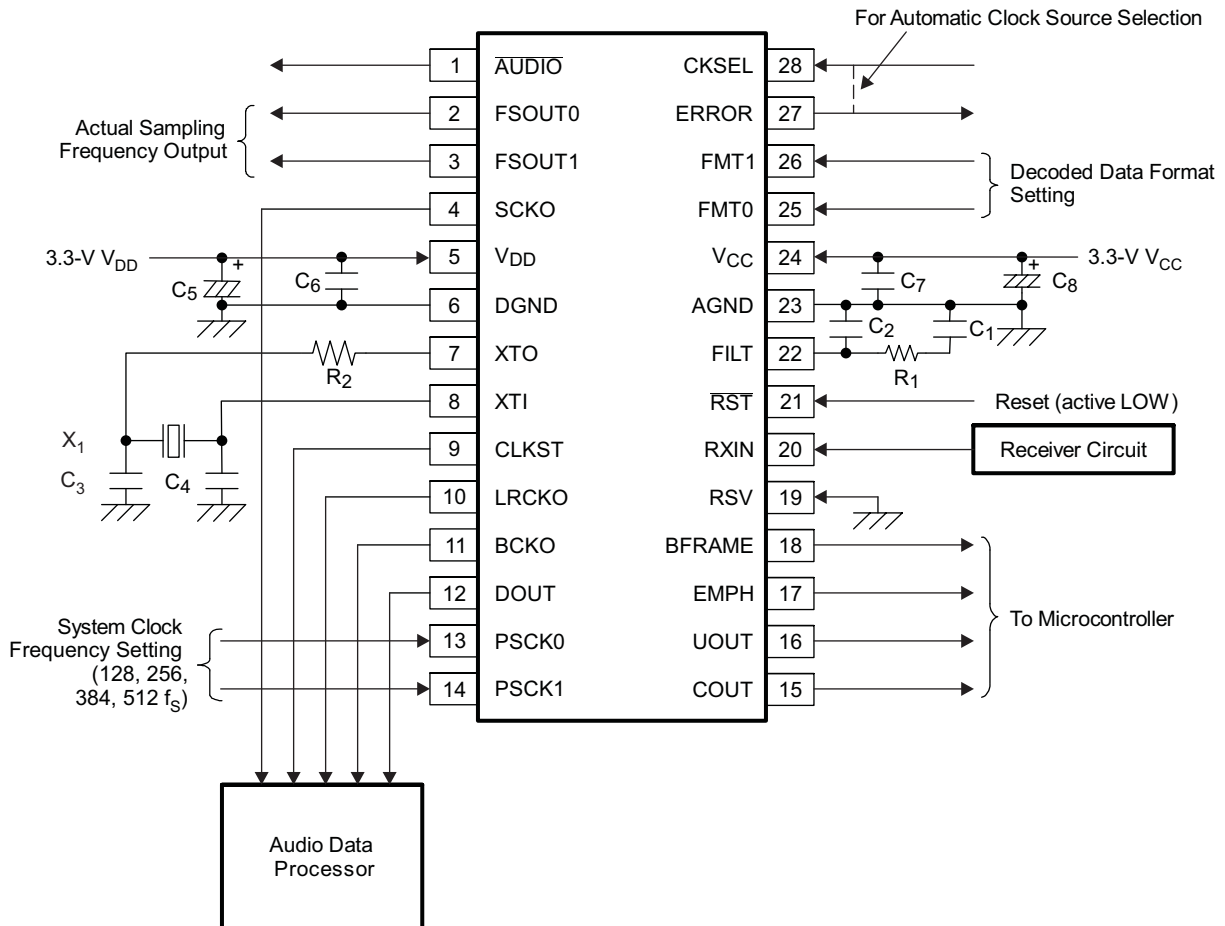 For Automatic Clock Source Selection
1 AUDIO CKSEL 28
2 FSOUT0 ERROR 27
Actual Sampling
Frequency Output
3 FSOUT1 FMT1 26
Decoded Data Format
Setting
4 SCKO FMT0 25
3.3-V VDD + C5 C6 5 VDD VCC 24 C7 + C8 3.3-V VCC
6 DGND AGND 23
C2 C1
R2 7 XTO FILT 22 R1
8 XTI RST 21 Reset (active LOW)
X1
C3 C4
9 CLKST RXIN 20 Receiver Circuit
10 LRCKO RSV 19
11 BCKO BFRAME 18
12 DOUT EMPH 17
To Microcontroller
System Clock
Frequency Setting
(128, 256,
384, 512 fS)
13 PSCK0 UOUT 16
14 PSCK1 COUT 15
Audio Data
Processor